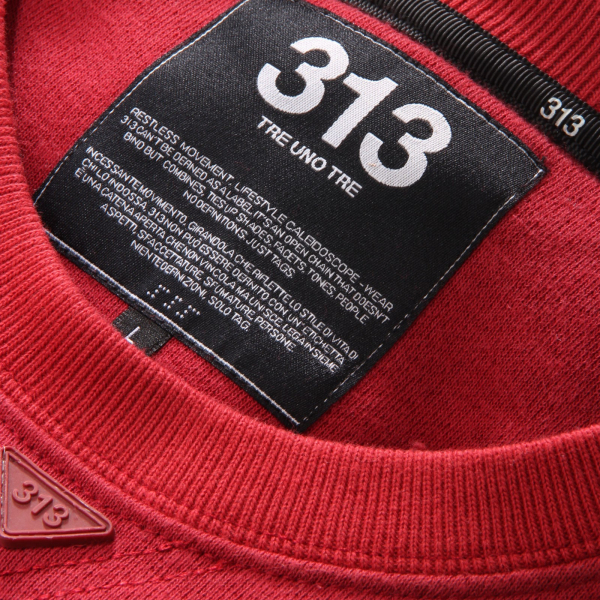 313
TRE UNO TRE
RESTLESS MOVEMENT, LIFESTYLE CALEIDOSCOPE - WEAR
313 CAN'T BE DEFINED AS A LABEL, IT'S AN OPEN CHAIN THAT DOESN'T
BIND BUT COMBINES, TIES UP SHADES, FACETS, TONES, PEOPLE
NO DEFINITIONS, JUST TAGS.
INCESSANTE MOVIMENTO, GIRANDOLA CHE RIFLETTE LO STILE DI VITA DI
CHI LO INDOSSA, 313 NON PUÒ ESSERE DEFINITO CON UN'ETICHETTA
È UNA CATENA APERTA, CHE NON VINCOLA MA UNISCE, LEGA INSIEME
ASPETTI, SFACCETTATURE, SFUMATURE PERSONE.
NIENTE DEFINIZIONI, SOLO TAG.
L
313
313